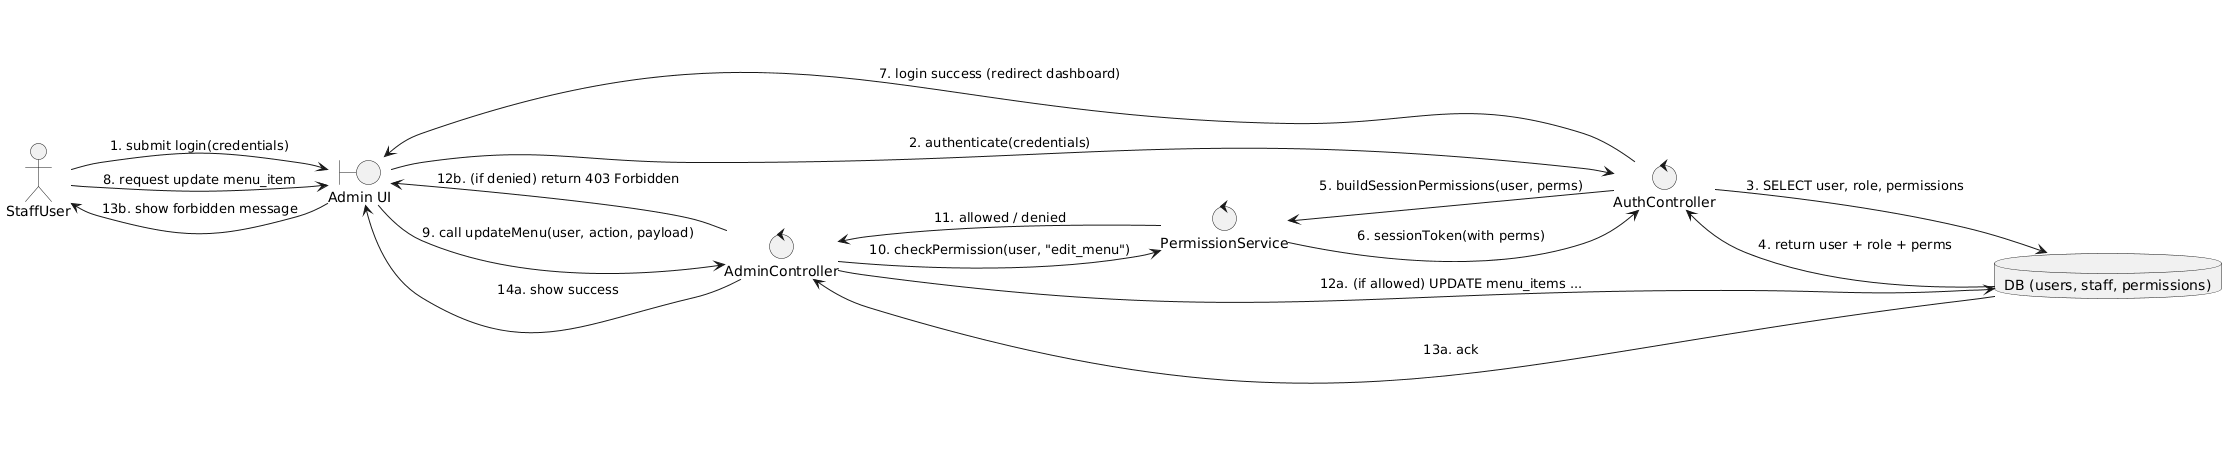 7. login success (redirect dashboard)
1. submit login(credentials)
2. authenticate(credentials)
8. request update menu_item
12b. (if denied) return 403 Forbidden
5. buildSessionPermissions(user, perms)
3. SELECT user, role, permissions
StaffUser
13b. show forbidden message
Admin UI
AuthController
9. call updateMenu(user, action, payload)
11. allowed / denied
PermissionService
6. sessionToken(with perms)
4. return user + role + perms
10. checkPermission(user, "edit_menu")
AdminController
14a. show success
12a. (if allowed) UPDATE menu_items ...
DB (users, staff, permissions)
13a. ack